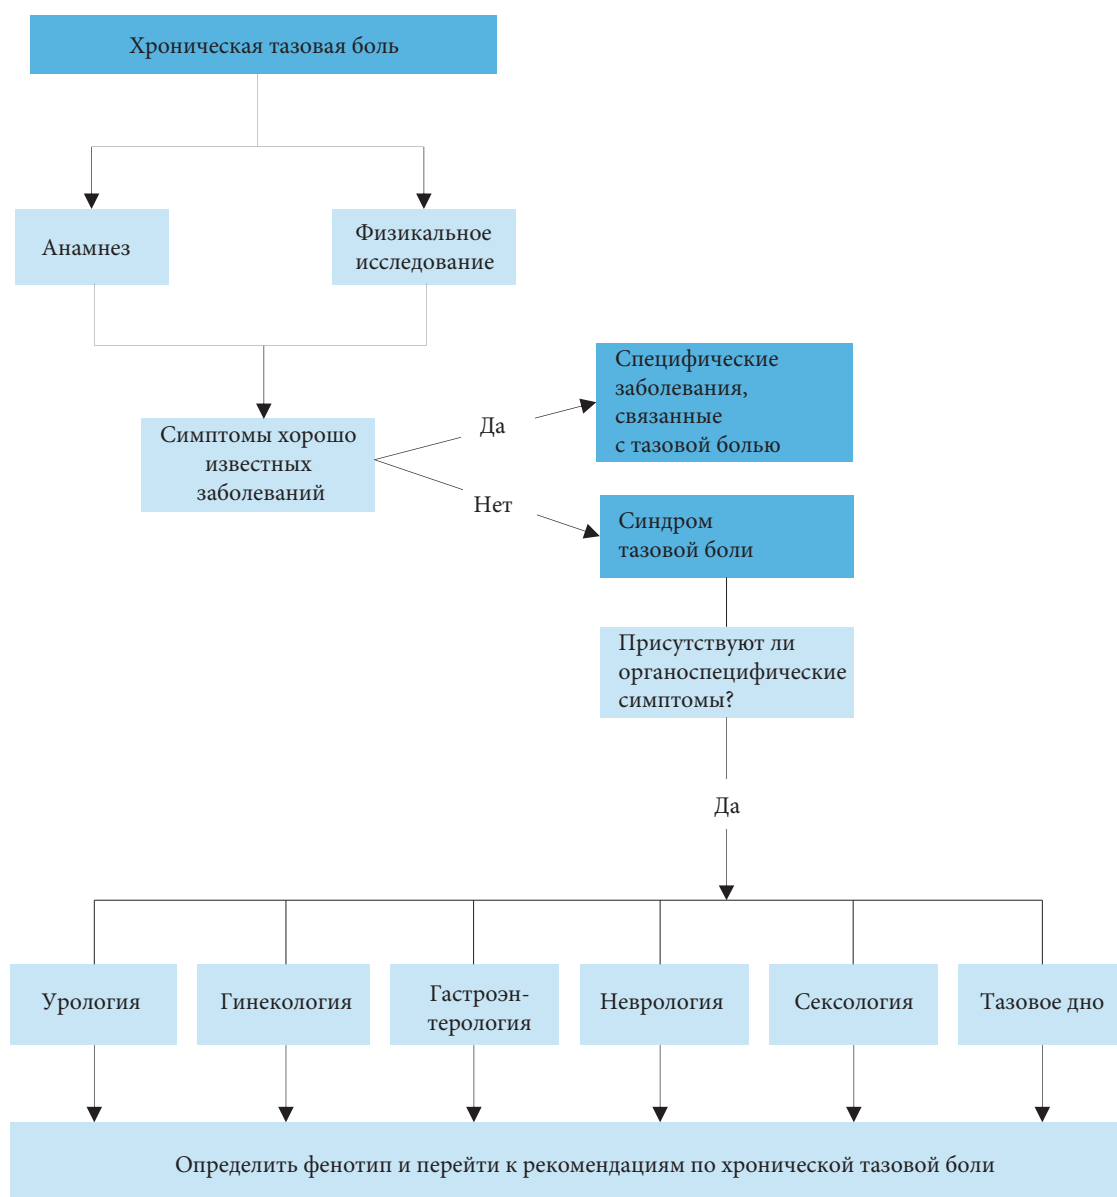 Хроническая тазовая боль
Анамнез
Физикальное
исследование
Симптомы хорошо
известных
заболеваний
Да
Специфические
заболевания,
связанные
с тазовой болью
Нет
Синдром
тазовой боли
Присутствуют ли
органоспецифические
симптомы?
Да
Урология
Гинекология
Гастроэн-
терология
Неврология
Сексология
Тазовое дно
Определить фенотип и перейти к рекомендациям по хронической тазовой боли